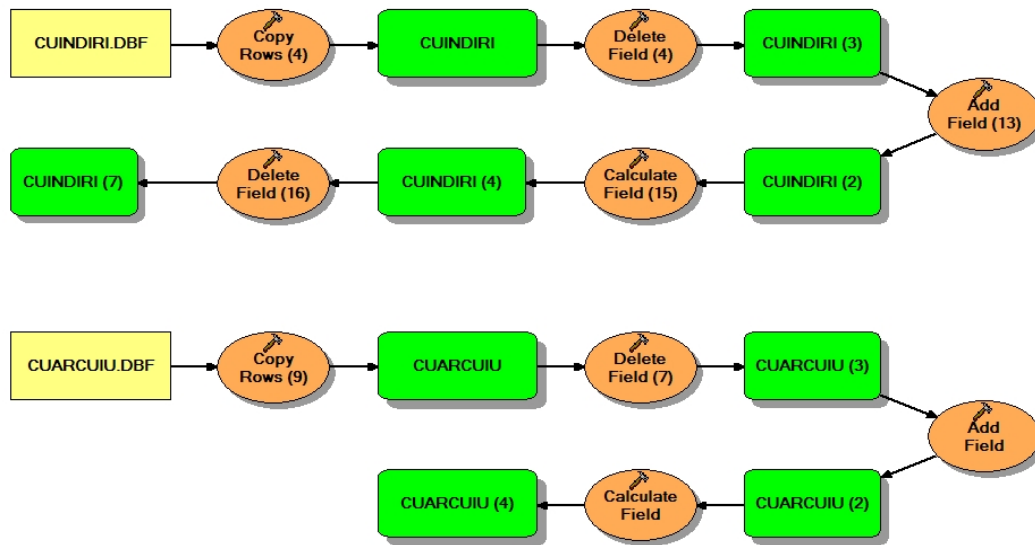 CUINDIRI.DBF
Copy
Rows (4)
CUINDIRI
Delete
Field (4)
CUINDIRI (3)
Add
Field (13)
CUINDIRI (2)
Calculate
Field (15)
CUINDIRI (4)
Delete
Field (16)
CUINDIRI (7)
CUARCUIU.DBF
Copy
Rows (9)
CUARCUIU
Delete
Field (7)
CUARCUIU (3)
Add
Field
CUARCUIU (2)
Calculate
Field
CUARCUIU (4)